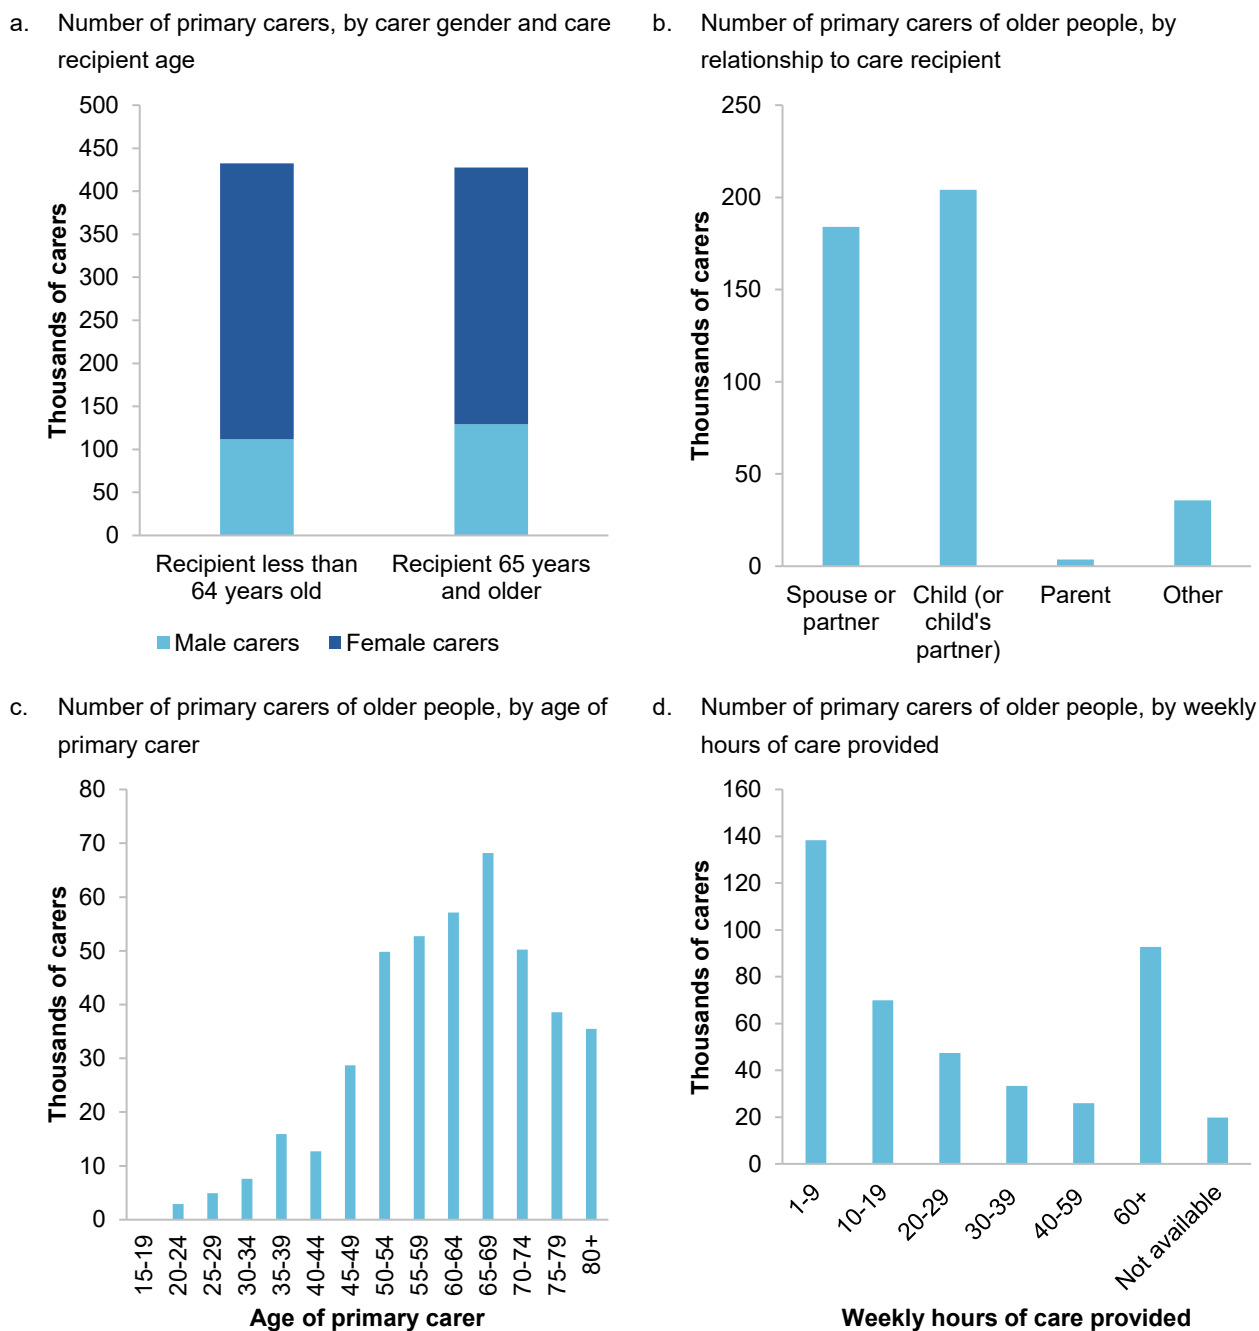 a. Number of primary carers, by carer gender and care
recipient age
500
450
400
350
300
250
200
150
100
50
0
Thousands of carers
Recipient less than
64 years old
Recipient 65 years
and older
Male carers
Female carers
b. Number of primary carers of older people, by
relationship to care recipient
250
200
150
100
50
0
Thounsands of carers
Spouse or
partner
Child (or
child's
partner)
Parent
Other
c. Number of primary carers of older people, by age of
primary carer
80
70
60
50
40
30
20
10
0
Thousands of carers
15-19
20-24
25-29
30-34
35-39
40-44
45-49
50-54
55-59
60-64
65-69
70-74
75-79
80+
Age of primary carer
d. Number of primary carers of older people, by weekly
hours of care provided
160
140
120
100
80
60
40
20
0
Thousands of carers
1-9
10-19
20-29
30-39
40-59
60+
Not available
Weekly hours of care provided